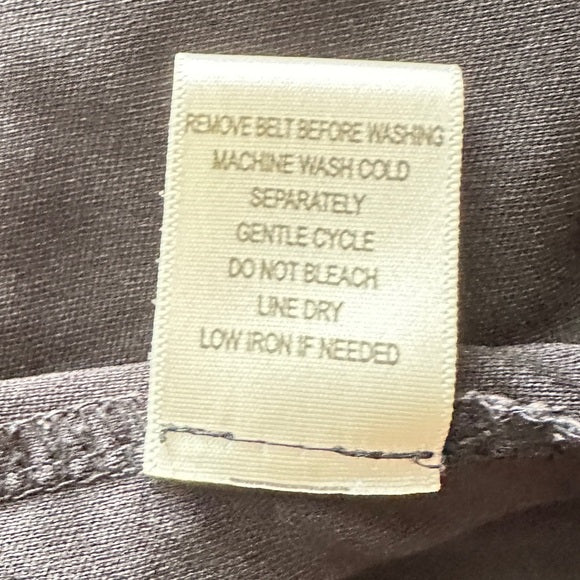 REMOVE BELT BEFORE WASHING
MACHINE WASH COLD
SEPARATELY
GENTLE CYCLE
DO NOT BLEACH
LINE DRY
LOW IRON IF NEEDED